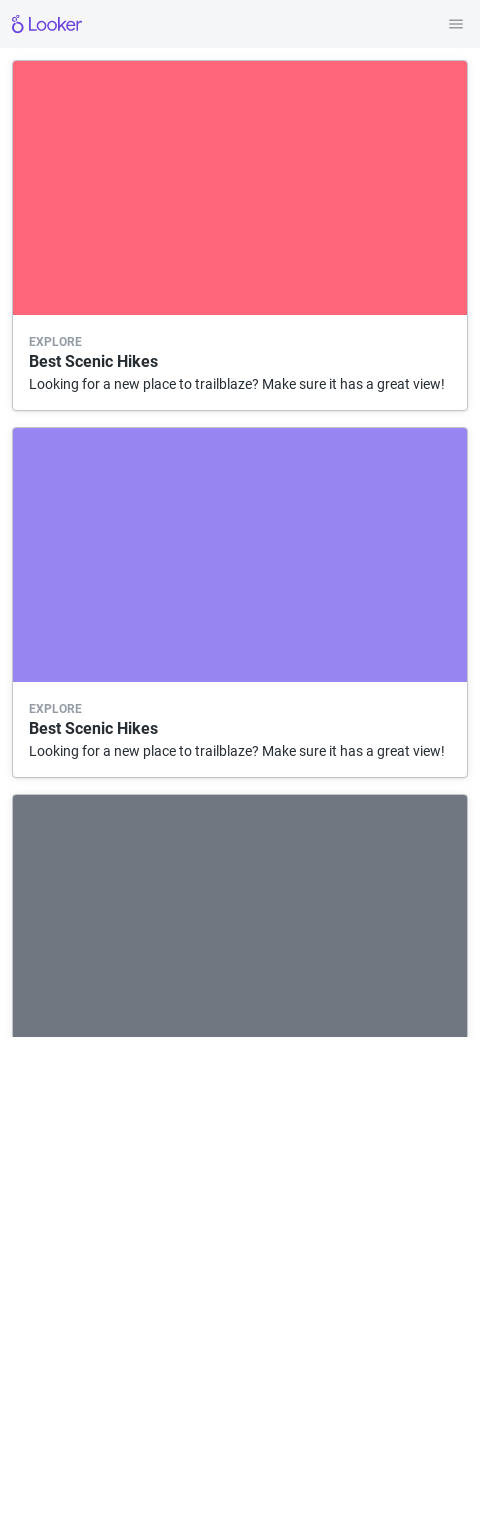 Looker
EXPLORE
Best Scenic Hikes
Looking for a new place to trailblaze? Make sure it has a great view!
EXPLORE
Best Scenic Hikes
Looking for a new place to trailblaze? Make sure it has a great view!